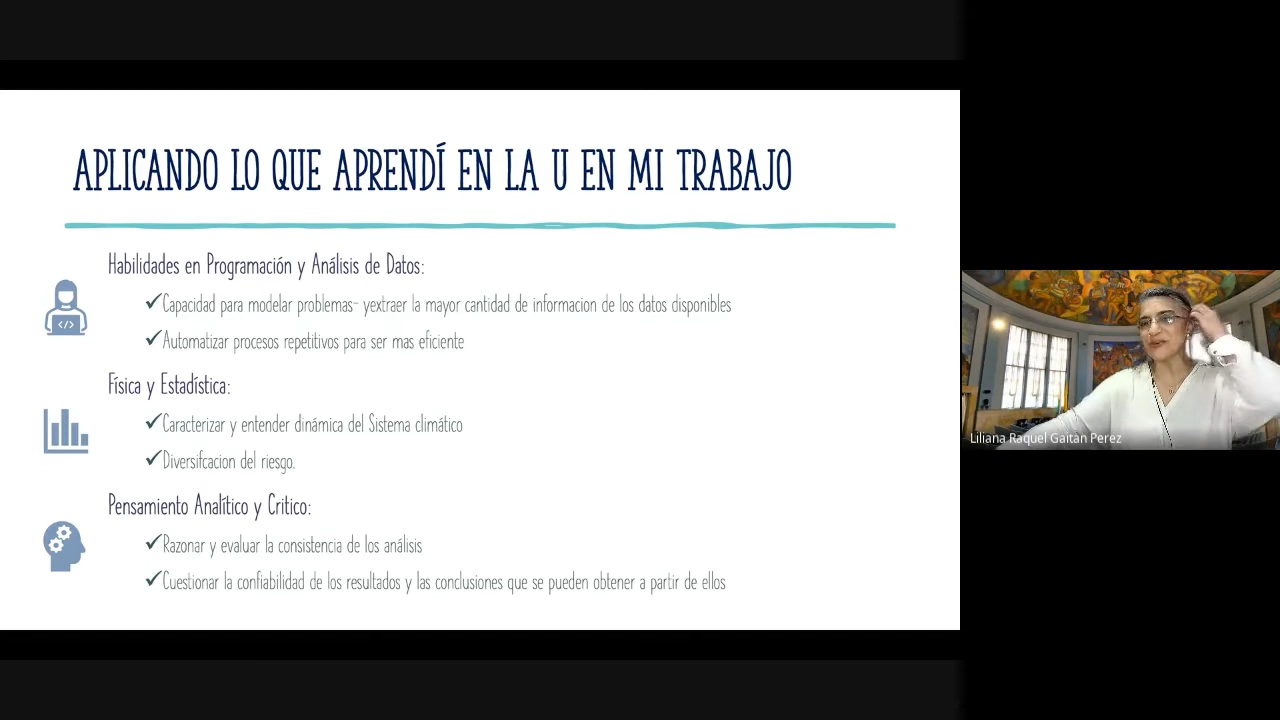 APLICANDO LO QUE APRENDÍ EN LA U EN MI TRABAJO
Habilidades en Programación y Análisis de Datos:
✓Capacidad para modelar problemas- yextraer la mayor cantidad de informacion de los datos disponibles
✓Automatizar procesos repetitivos para ser mas eficiente
Física y Estadística:
✓Caracterizar y entender dinámica del Sistema climático
✓Diversifcacion del riesgo.
Pensamiento Analítico y Critico:
✓Razonar y evaluar la consistencia de los análisis
✓Cuestionar la confiabilidad de los resultados y las conclusiones que se pueden obtener a partir de ellos
Liliana Raquel Gaitan Perez